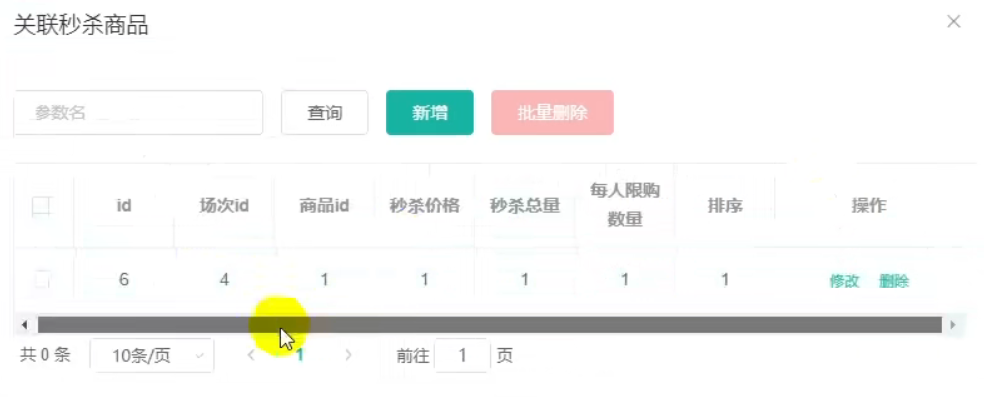 关联秒杀商品
参数名 查询 新增 批量删除
id 场次id 商品id 秒杀价格 秒杀总量 每人限购数量 排序 操作
6 4 1 1 1 1 1 修改 删除
共 0 条 10条/页 1 前往 1 页